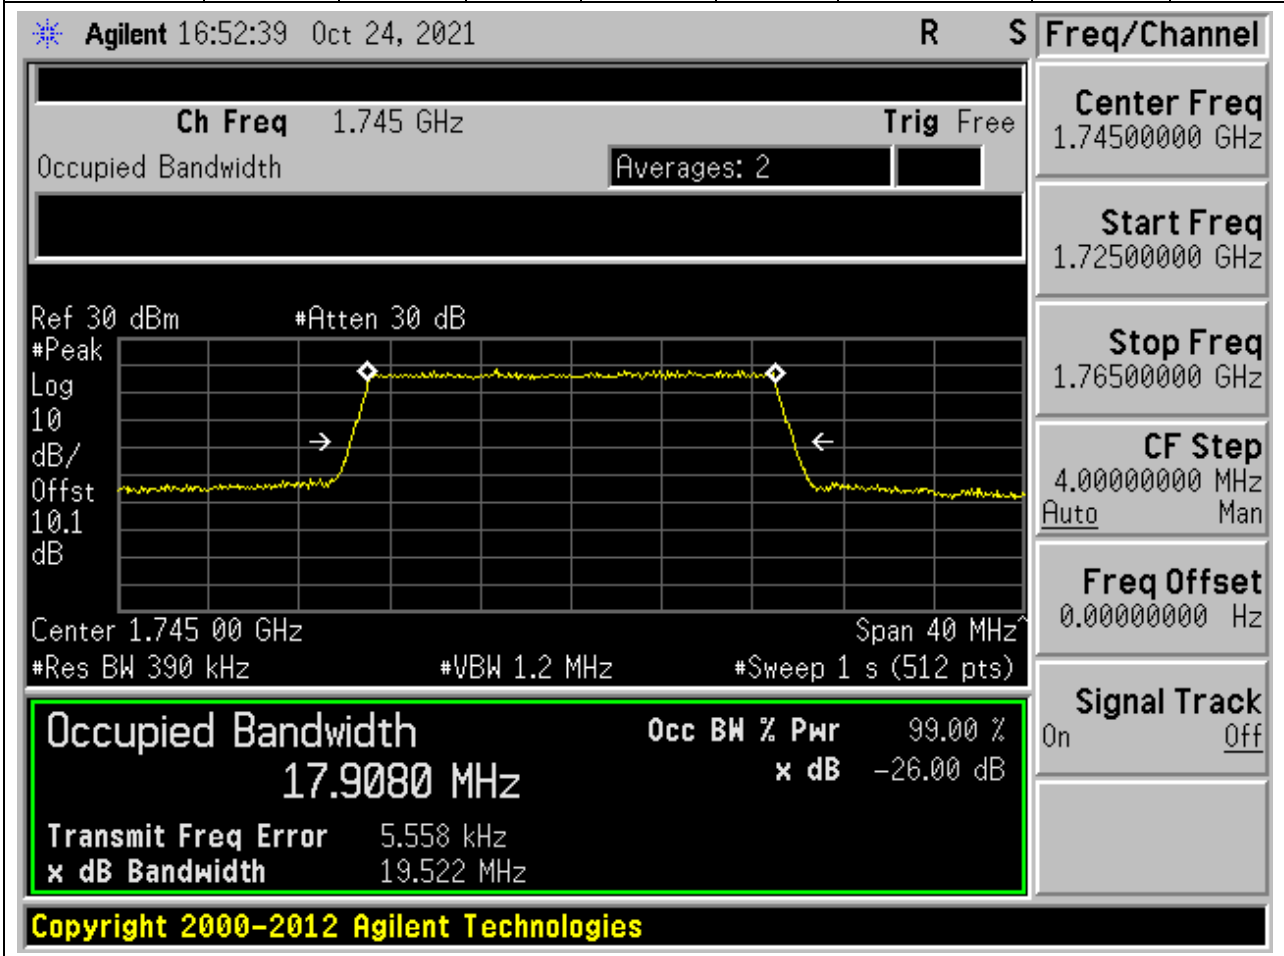 Agilent 16:52:39 Oct 24, 2021 R S
Freq/Channel
Ch Freq 1.745 GHz Trig Free
Occupied Bandwidth Averages: 2
Ref 30 dBm #Atten 30 dB
#Peak
Log
10
dB/
Offst
10.1
dB
Center 1.745 00 GHz Span 40 MHz^
#Res BW 390 kHz #VBW 1.2 MHz #Sweep 1 s (512 pts)
Occupied Bandwidth Occ BW % Pwr 99.00 %
17.9080 MHz x dB -26.00 dB
Transmit Freq Error 5.558 kHz
x dB Bandwidth 19.522 MHz
Copyright 2000-2012 Agilent Technologies
Center Freq
1.74500000 GHz
Start Freq
1.72500000 GHz
Stop Freq
1.76500000 GHz
CF Step
4.00000000 MHz
Auto Man
Freq Offset
0.00000000 Hz
Signal Track
On Off